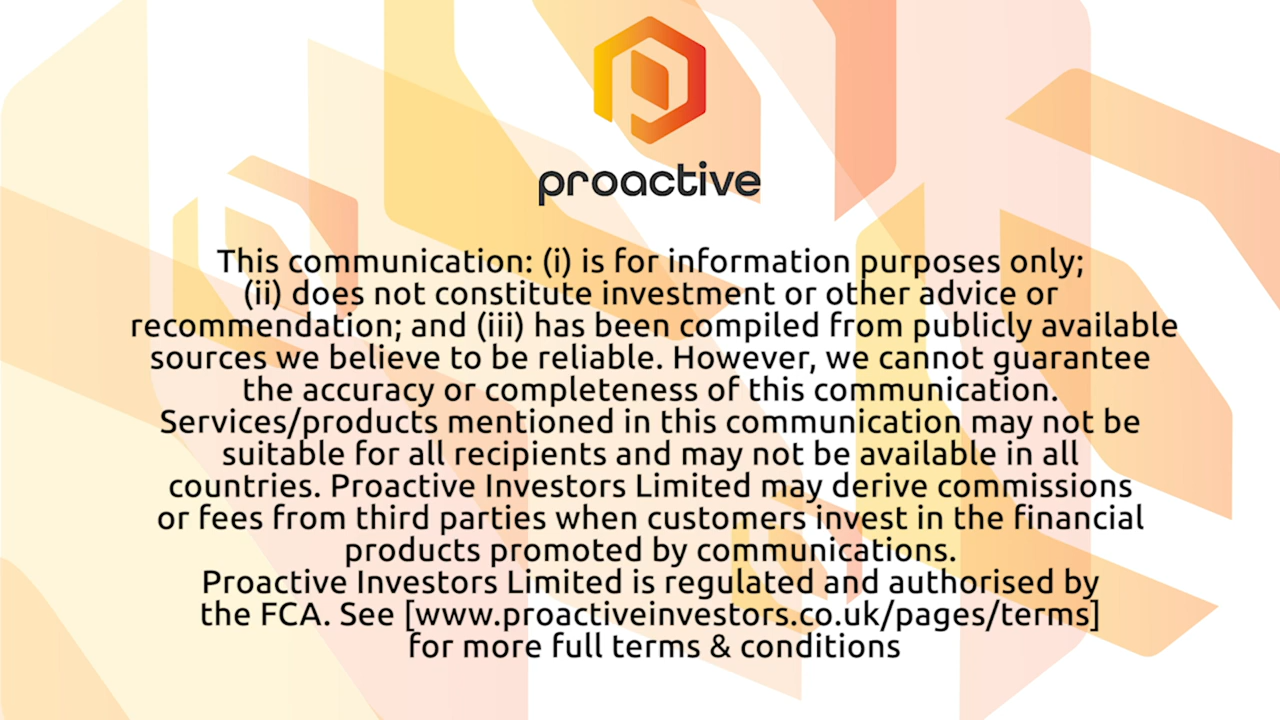 proactive
This communication: (i) is for information purposes only;
(ii) does not constitute investment or other advice or
recommendation; and (iii) has been compiled from publicly available
sources we believe to be reliable. However, we cannot guarantee
the accuracy or completeness of this communication.
Services/products mentioned in this communication may not be
suitable for all recipients and may not be available in all
countries. Proactive Investors Limited may derive commissions
or fees from third parties when customers invest in the financial
products promoted by communications.
Proactive Investors Limited is regulated and authorised by
the FCA. See [www.proactiveinvestors.co.uk/pages/terms]
for more full terms & conditions